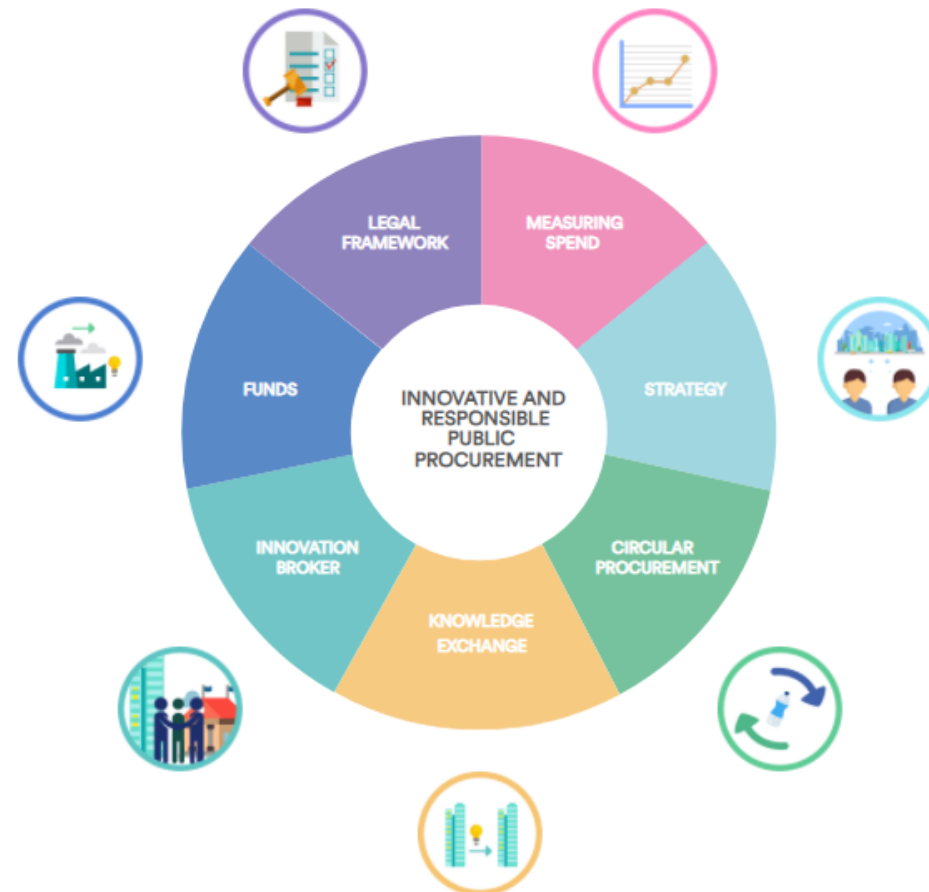 LEGAL
FRAMEWORK
MEASURING
SPEND
FUNDS
INNOVATIVE AND
RESPONSIBLE
PUBLIC
PROCUREMENT
STRATEGY
INNOVATION
BROKER
CIRCULAR
PROCUREMENT
KNOWLEDGE
EXCHANGE